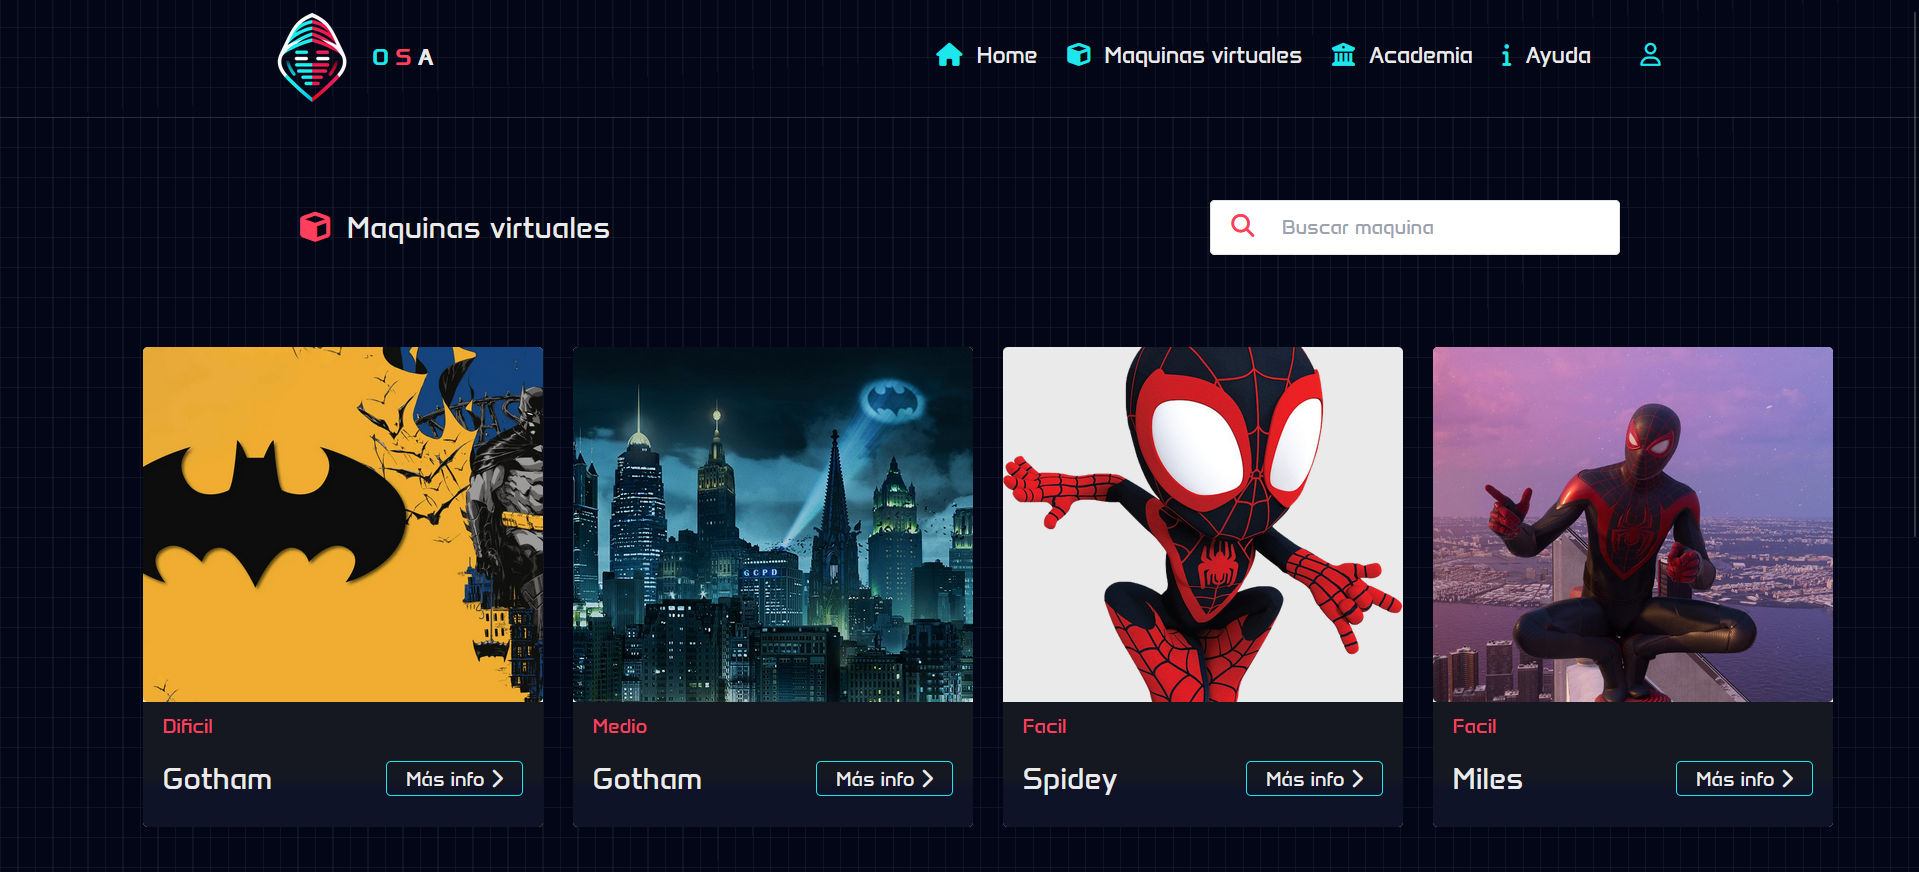 OSA
Home Maquinas virtuales Academia Ayuda
Maquinas virtuales
Buscar maquina
GCPD
Dificil
Gotham
Más info
Medio
Gotham
Más info
Facil
Spidey
Más info
Facil
Miles
Más info